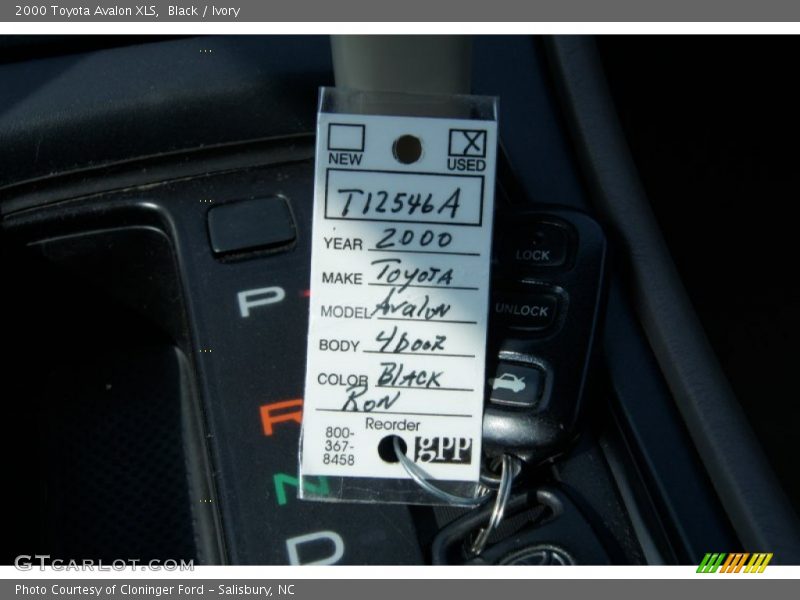 2000 Toyota Avalon XLS, Black / Ivory
NEW X USED
T12546A
YEAR 2000
MAKE Toyota
MODEL Avalon
BODY 4DOOR
COLOR BLACK
RON
Reorder
800-
367-
8458
gpp
LOCK
UNLOCK
P
R
N
D
GTCARLOT.COM
Photo Courtesy of Cloninger Ford - Salisbury, NC